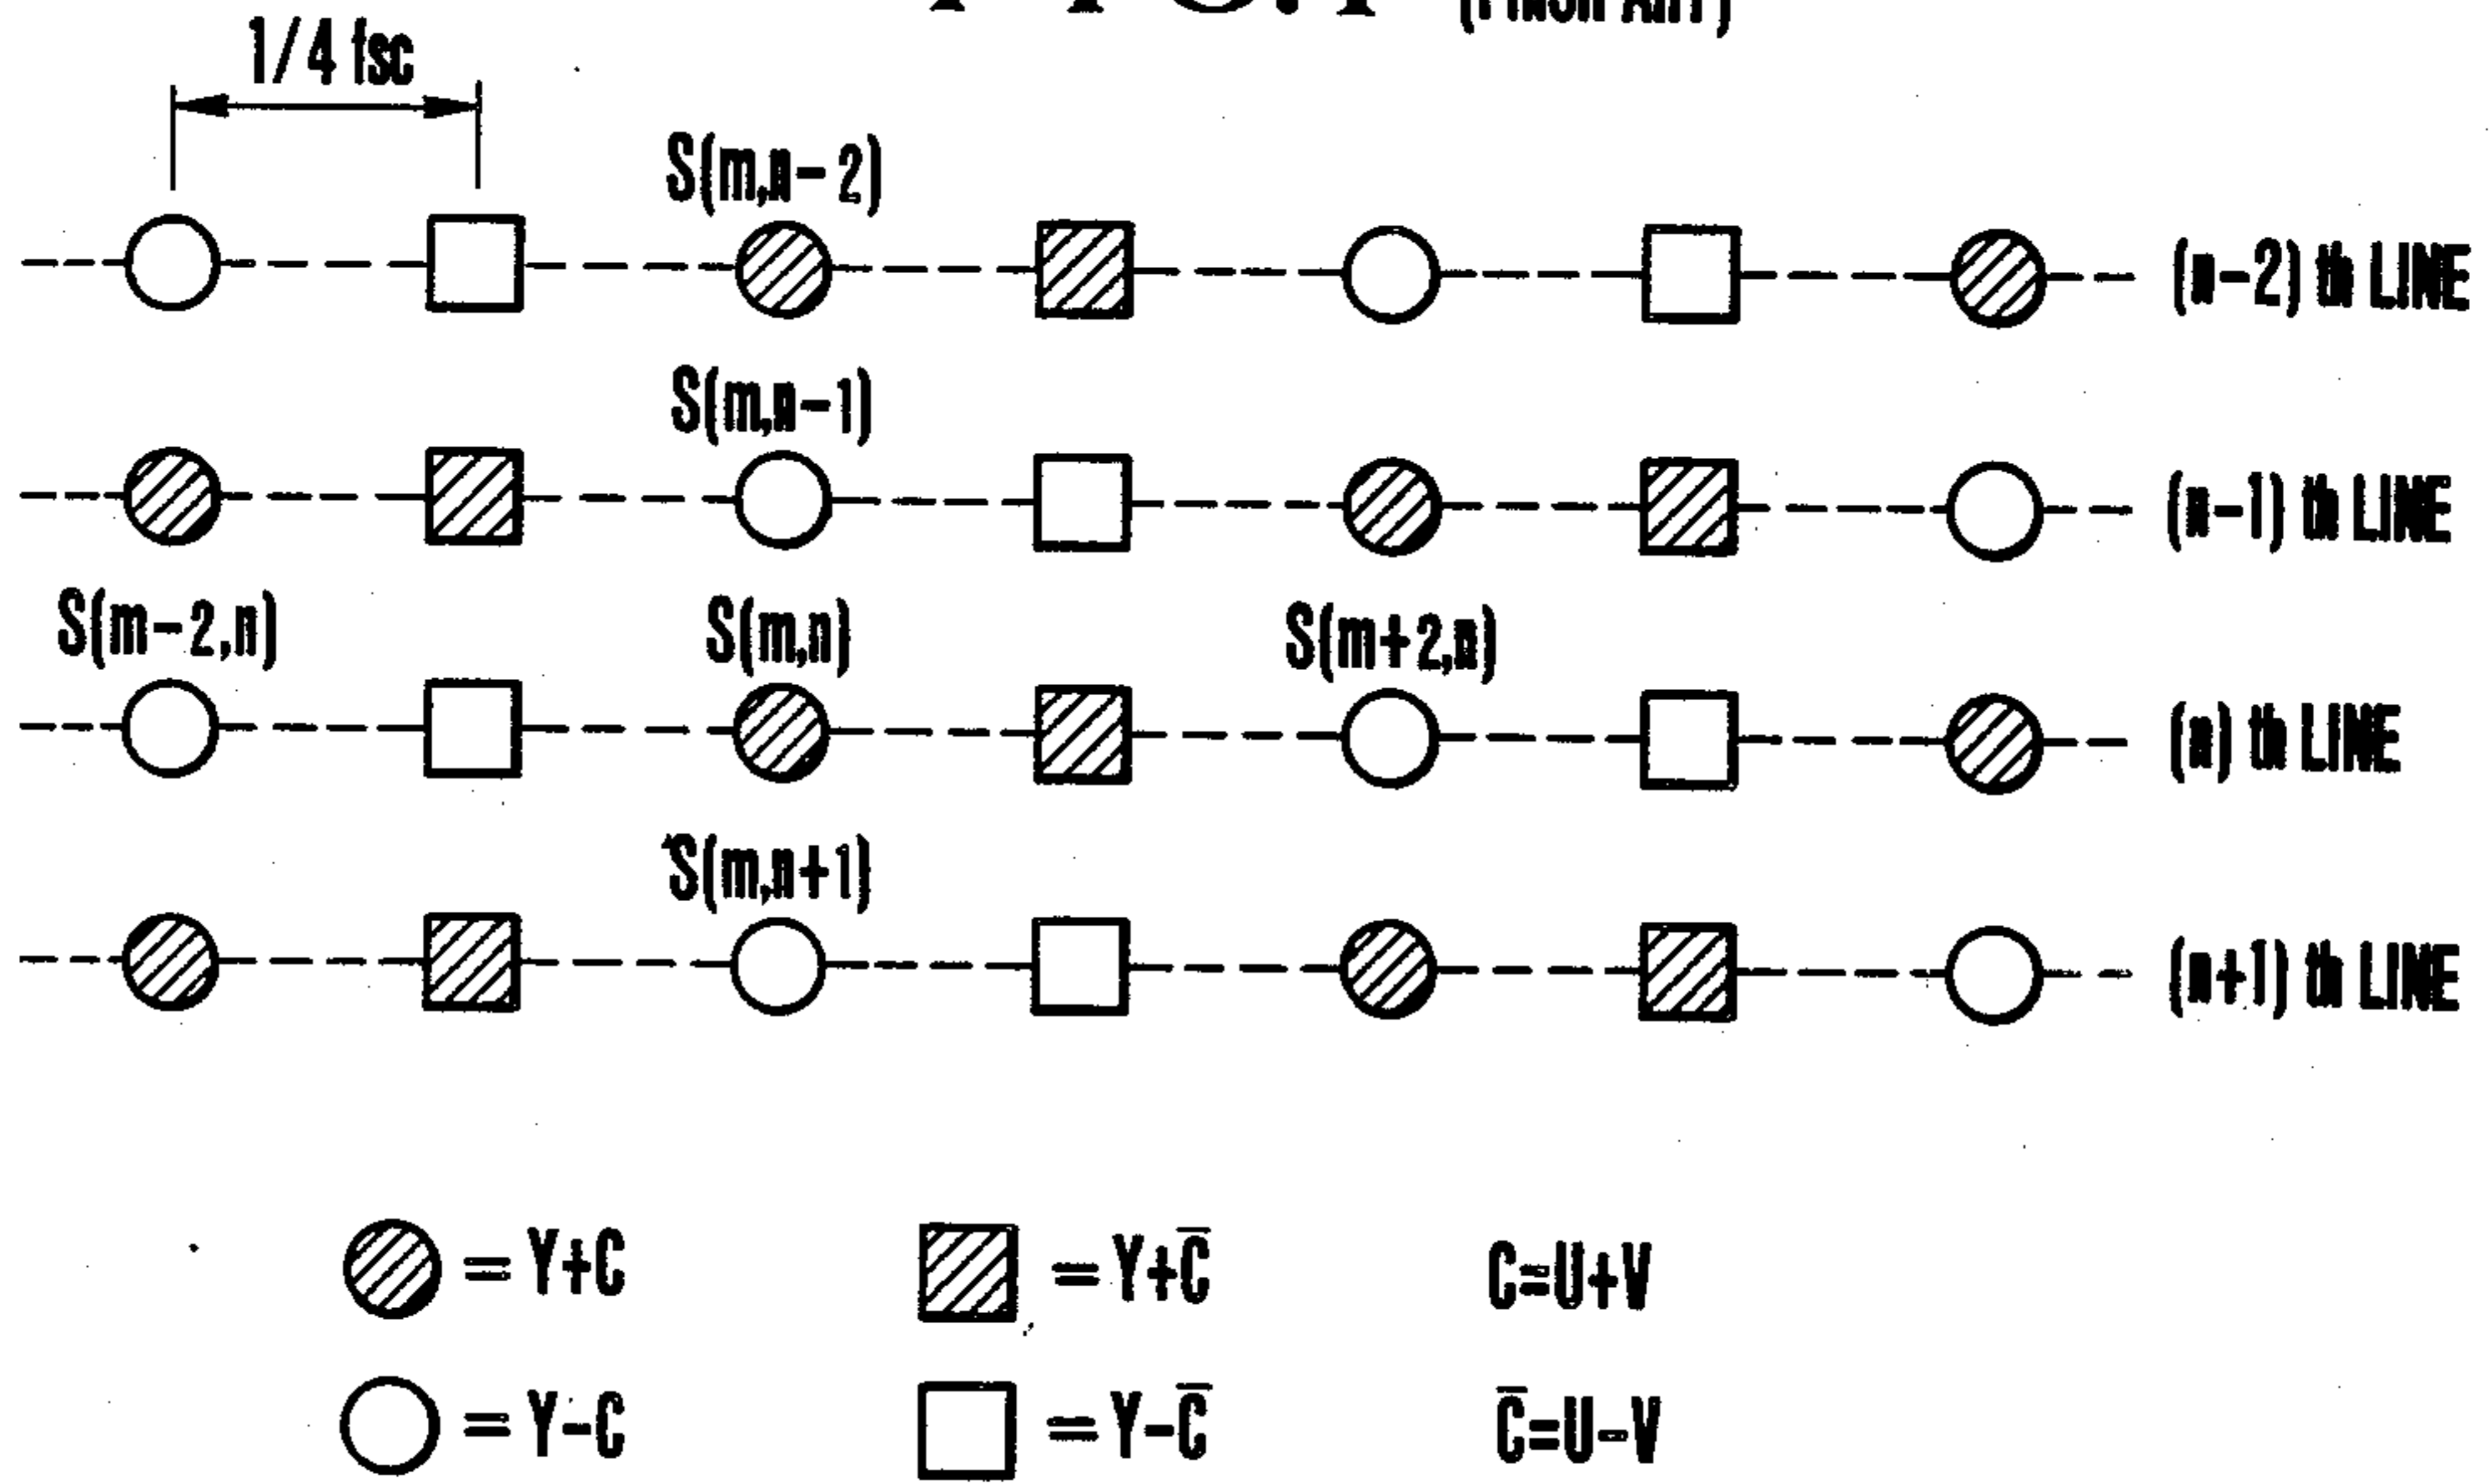 1/4 fsc
S(m,n-2)
(n-2) th LINE
S(m,n-1)
(n-1) th LINE
S(m-2,n) S(m,n) S(m+2,n)
(n) th LINE
S(m,n+1)
(n+1) th LINE
= Y+C = Y+C̅ C=U+V
= Y-C = Y-C̅ C̅=U-V